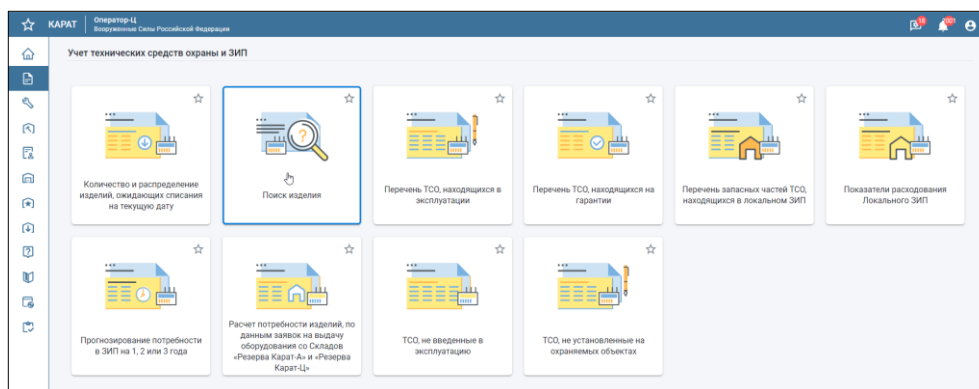 КАРАТ
Оператор-Ц
Вооруженные Силы Российской Федерации
18
2001
Учет технических средств охраны и ЗИП
Количество и распределение
изделий, ожидающих списания
на текущую дату
Поиск изделия
Перечень ТСО, находящихся в
эксплуатации
Перечень ТСО, находящихся на
гарантии
Перечень запасных частей ТСО,
находящихся в локальном ЗИП
Показатели расходования
Локального ЗИП
Прогнозирование потребности
в ЗИП на 1, 2 или 3 года
Расчет потребности изделий, по
данным заявок на выдачу
оборудования со Складов
«Резерва Карат-А» и «Резерва
Карат-Ц»
ТСО, не введенные в
эксплуатацию
ТСО, не установленные на
охраняемых объектах